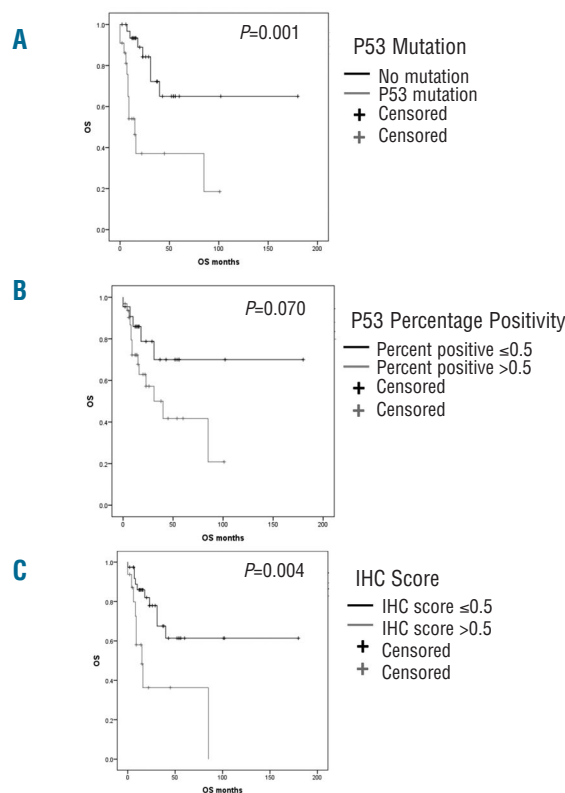 A
P=0.001
P53 Mutation
No mutation
P53 mutation
Censored
Censored
OS
1.0
0.8
0.6
0.4
0.2
0.0
0
50
100
150
200
OS months
B
P=0.070
P53 Percentage Positivity
Percent positive ≤0.5
Percent positive >0.5
Censored
Censored
OS
1.0
0.8
0.6
0.4
0.2
0.0
0
50
100
150
200
OS months
C
P=0.004
IHC Score
IHC score ≤0.5
IHC score >0.5
Censored
Censored
OS
1.0
0.8
0.6
0.4
0.2
0.0
0
50
100
150
200
OS months